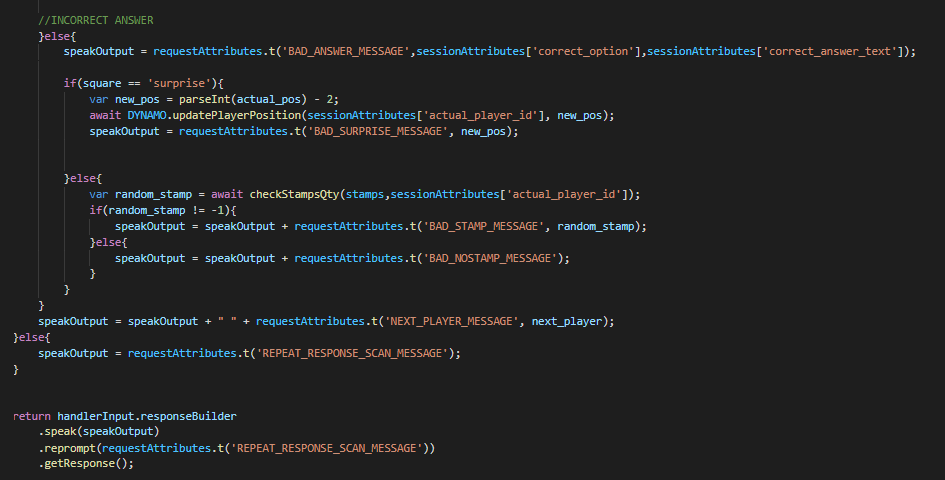 //INCORRECT ANSWER
}else{
speakOutput = requestAttributes.t('BAD_ANSWER_MESSAGE',sessionAttributes['correct_option'],sessionAttributes['correct_answer_text']);
if(square == 'surprise'){
var new_pos = parseInt(actual_pos) - 2;
await DYNAMO.updatePlayerPosition(sessionAttributes['actual_player_id'], new_pos);
speakOutput = requestAttributes.t('BAD_SURPRISE_MESSAGE', new_pos);
}else{
var random_stamp = await checkStampsQty(stamps,sessionAttributes['actual_player_id']);
if(random_stamp != -1){
speakOutput = speakOutput + requestAttributes.t('BAD_STAMP_MESSAGE', random_stamp);
}else{
speakOutput = speakOutput + requestAttributes.t('BAD_NOSTAMP_MESSAGE');
}
}
}
speakOutput = speakOutput + " " + requestAttributes.t('NEXT_PLAYER_MESSAGE', next_player);
}else{
speakOutput = requestAttributes.t('REPEAT_RESPONSE_SCAN_MESSAGE');
}
return handlerInput.responseBuilder
.speak(speakOutput)
.reprompt(requestAttributes.t('REPEAT_RESPONSE_SCAN_MESSAGE'))
.getResponse();